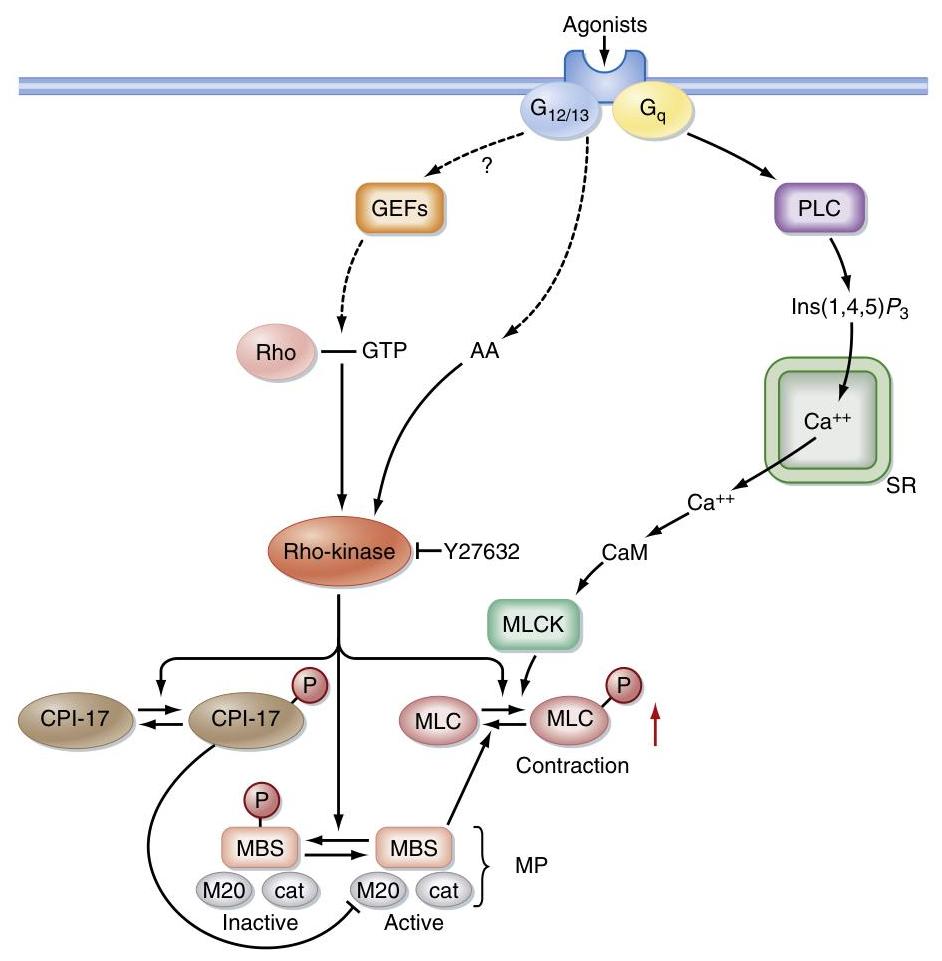 Agonists
G12/13
Gq
?
GEFs
PLC
Ins(1,4,5)P3
Rho
GTP
AA
Ca++
SR
Ca++
Rho-kinase
Y27632
CaM
MLCK
P
P
CPI-17
CPI-17
MLC
MLC
Contraction
P
MBS
MBS
MP
M20
cat
M20
cat
Inactive
Active